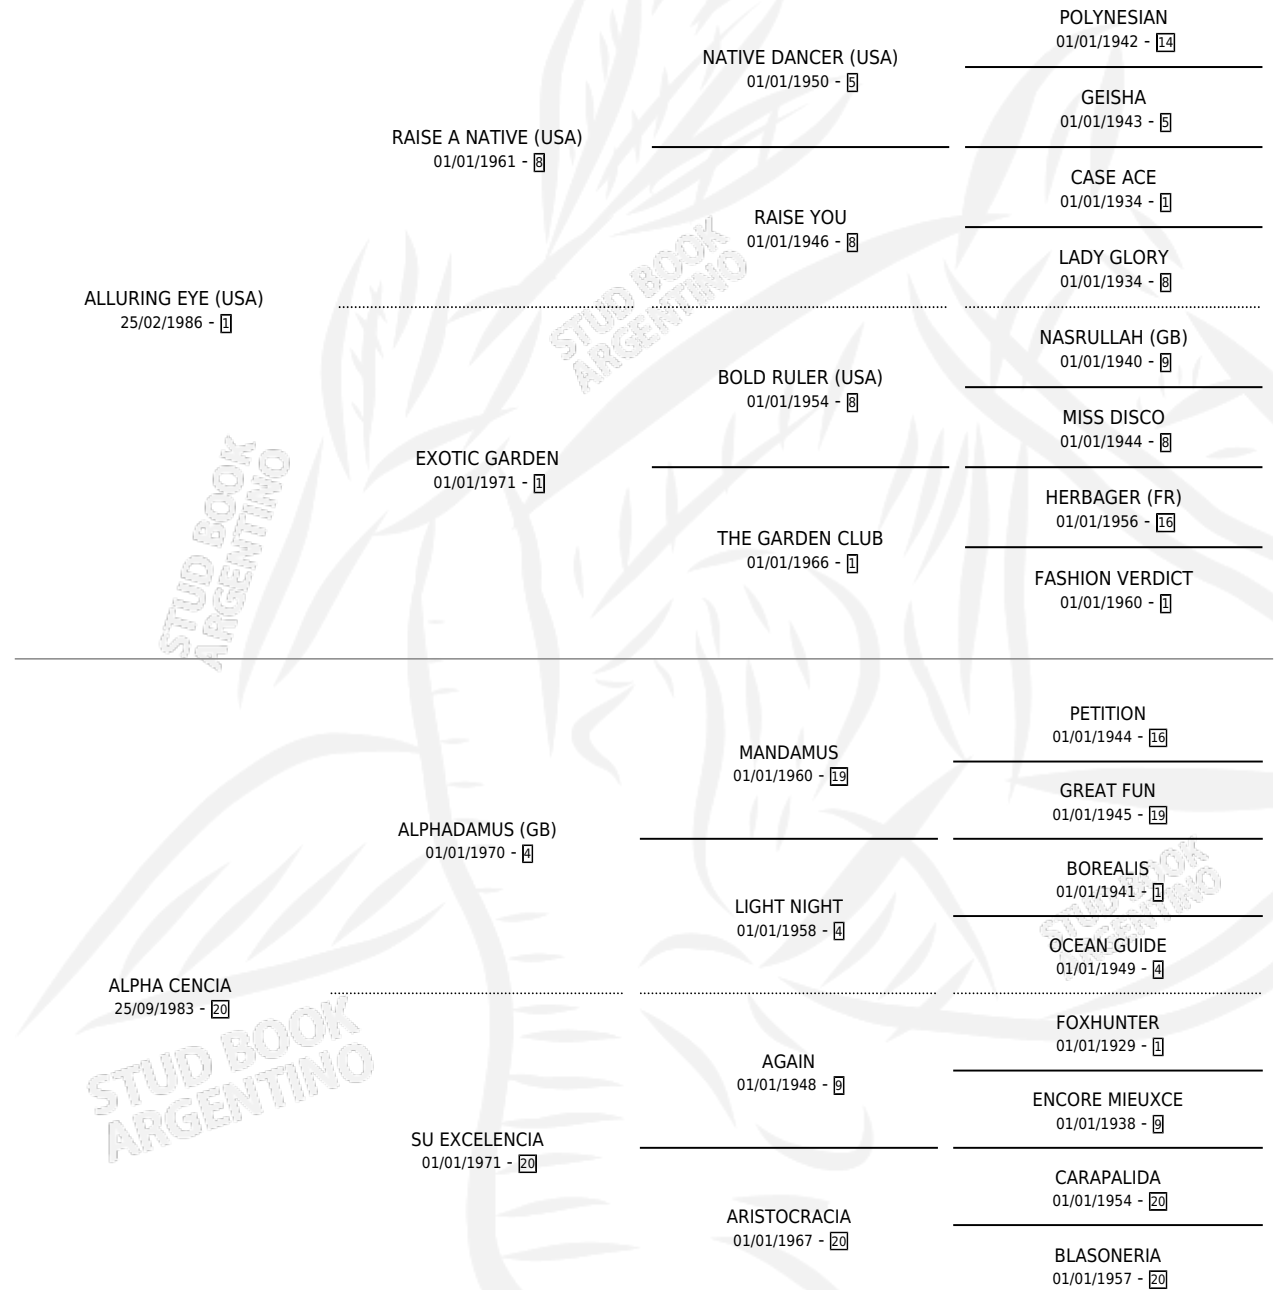 POLYNESIAN
01/01/1942 - 14
NATIVE DANCER (USA)
01/01/1950 - 5
GEISHA
01/01/1943 - 5
RAISE A NATIVE (USA)
01/01/1961 - 8
CASE ACE
01/01/1934 - 1
RAISE YOU
01/01/1946 - 8
LADY GLORY
01/01/1934 - 8
ALLURING EYE (USA)
25/02/1986 - 1
STUD BOOK
ARGENTINO
NASRULLAH (GB)
01/01/1940 - 9
BOLD RULER (USA)
01/01/1954 - 8
MISS DISCO
01/01/1944 - 8
EXOTIC GARDEN
01/01/1971 - 1
HERBAGER (FR)
01/01/1956 - 16
THE GARDEN CLUB
01/01/1966 - 1
FASHION VERDICT
01/01/1960 - 1
STUD BOOK
ARGENTINO
PETITION
01/01/1944 - 16
MANDAMUS
01/01/1960 - 19
GREAT FUN
01/01/1945 - 19
ALPHADAMUS (GB)
01/01/1970 - 4
BOREALIS
01/01/1941 - 1
LIGHT NIGHT
01/01/1958 - 4
OCEAN GUIDE
01/01/1949 - 4
STUD BOOK
ARGENTINO
ALPHA CENCIA
25/09/1983 - 20
FOXHUNTER
01/01/1929 - 1
AGAIN
01/01/1948 - 9
ENCORE MIEUXCE
01/01/1938 - 9
STUD BOOK
ARGENTINO
SU EXCELENCIA
01/01/1971 - 20
CARAPALIDA
01/01/1954 - 20
ARISTOCRACIA
01/01/1967 - 20
BLASONERIA
01/01/1957 - 20